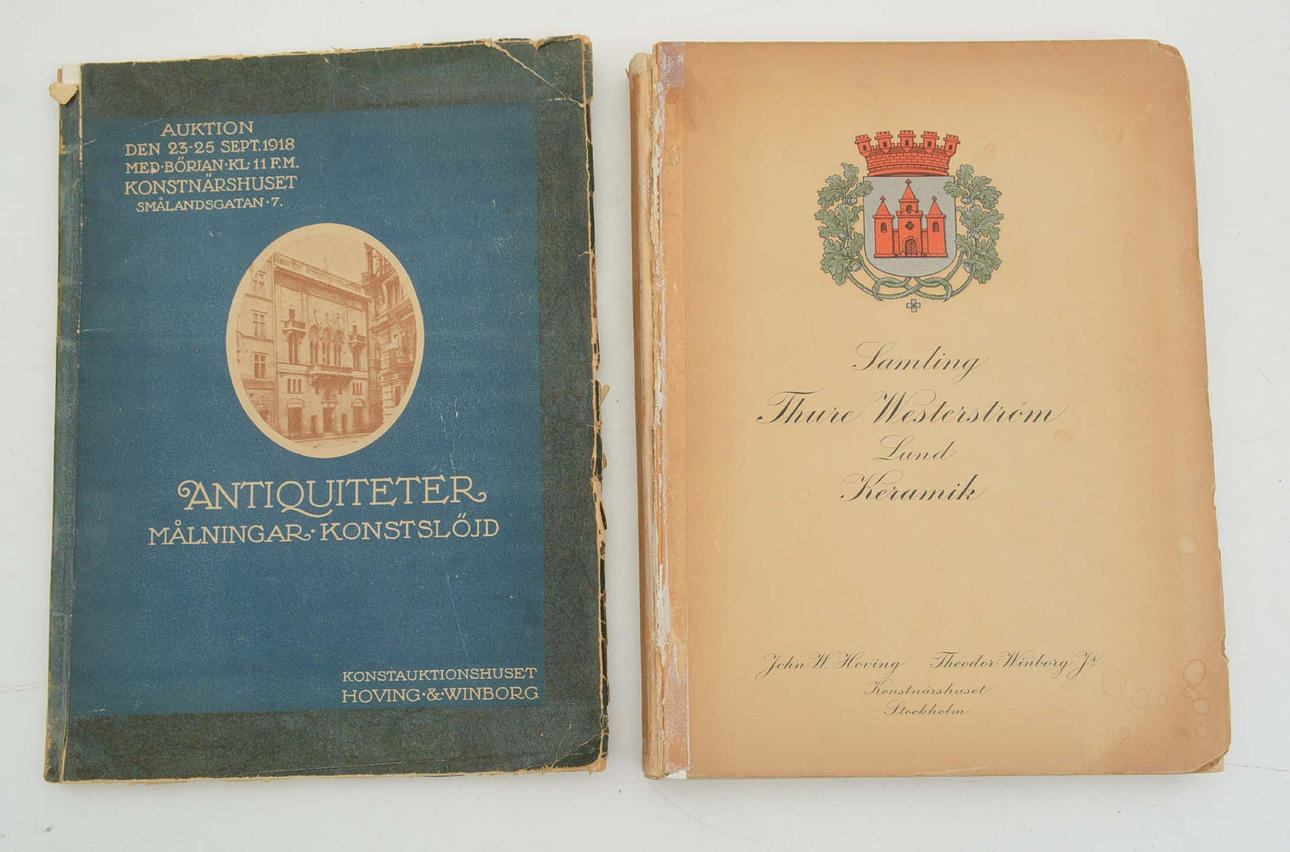 AUKTION
DEN 23-25 SEPT. 1918
MED·BÖRJAN·KL·11 F.M.
KONSTNÄRSHUSET
SMÅLANDSGATAN·7.
ANTIQUITETER
MÅLNINGAR·KONSTSLÖJD
KONSTAUKTIONSHUSET
HOVING·&·WINBORG
Samling
Thure Westerström
Lund
Keramik
John W. Hoving Theodor Winborg Jr
Konstnärshuset
Stockholm